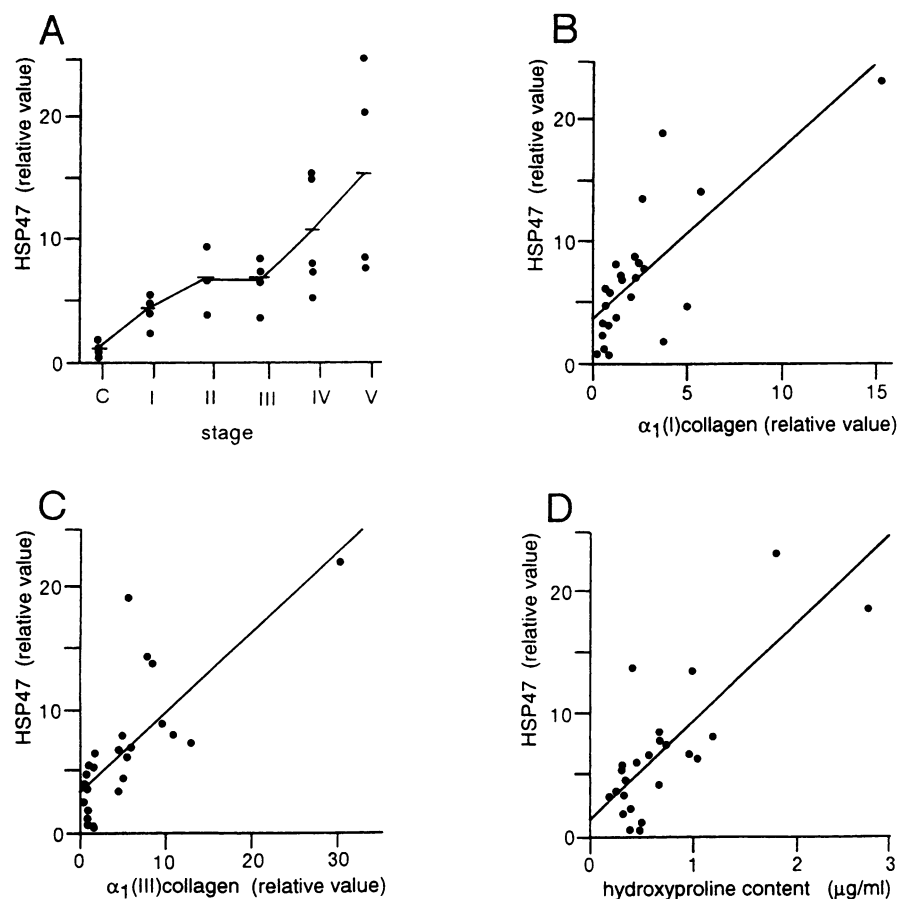 A
HSP47 (relative value)
20
10
0
C I II III IV V
stage
B
HSP47 (relative value)
20
10
0
0 5 10 15
α1(I)collagen (relative value)
C
HSP47 (relative value)
20
10
0
0 10 20 30
α1(III)collagen (relative value)
D
HSP47 (relative value)
20
10
0
0 1 2 3
hydroxyproline content (μg/ml)